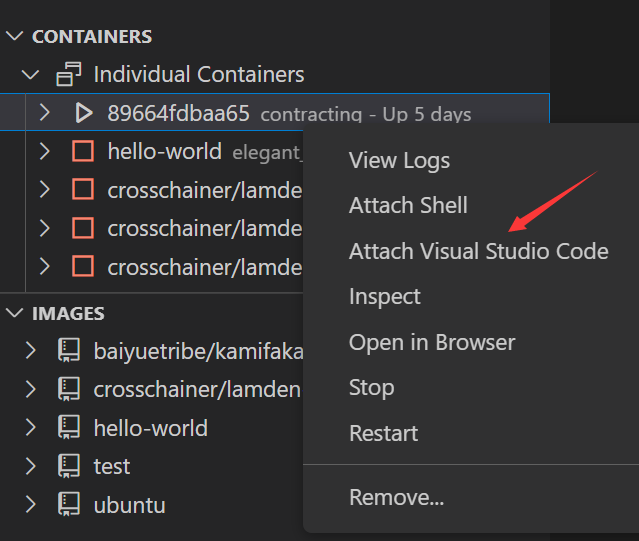 CONTAINERS
Individual Containers
89664fdbaa65 contracting - Up 5 days
hello-world elegant_
crosschainer/lamde
crosschainer/lamde
crosschainer/lamde
IMAGES
baiyuetribe/kamifaka
crosschainer/lamden
hello-world
test
ubuntu
View Logs
Attach Shell
Attach Visual Studio Code
Inspect
Open in Browser
Stop
Restart
Remove...